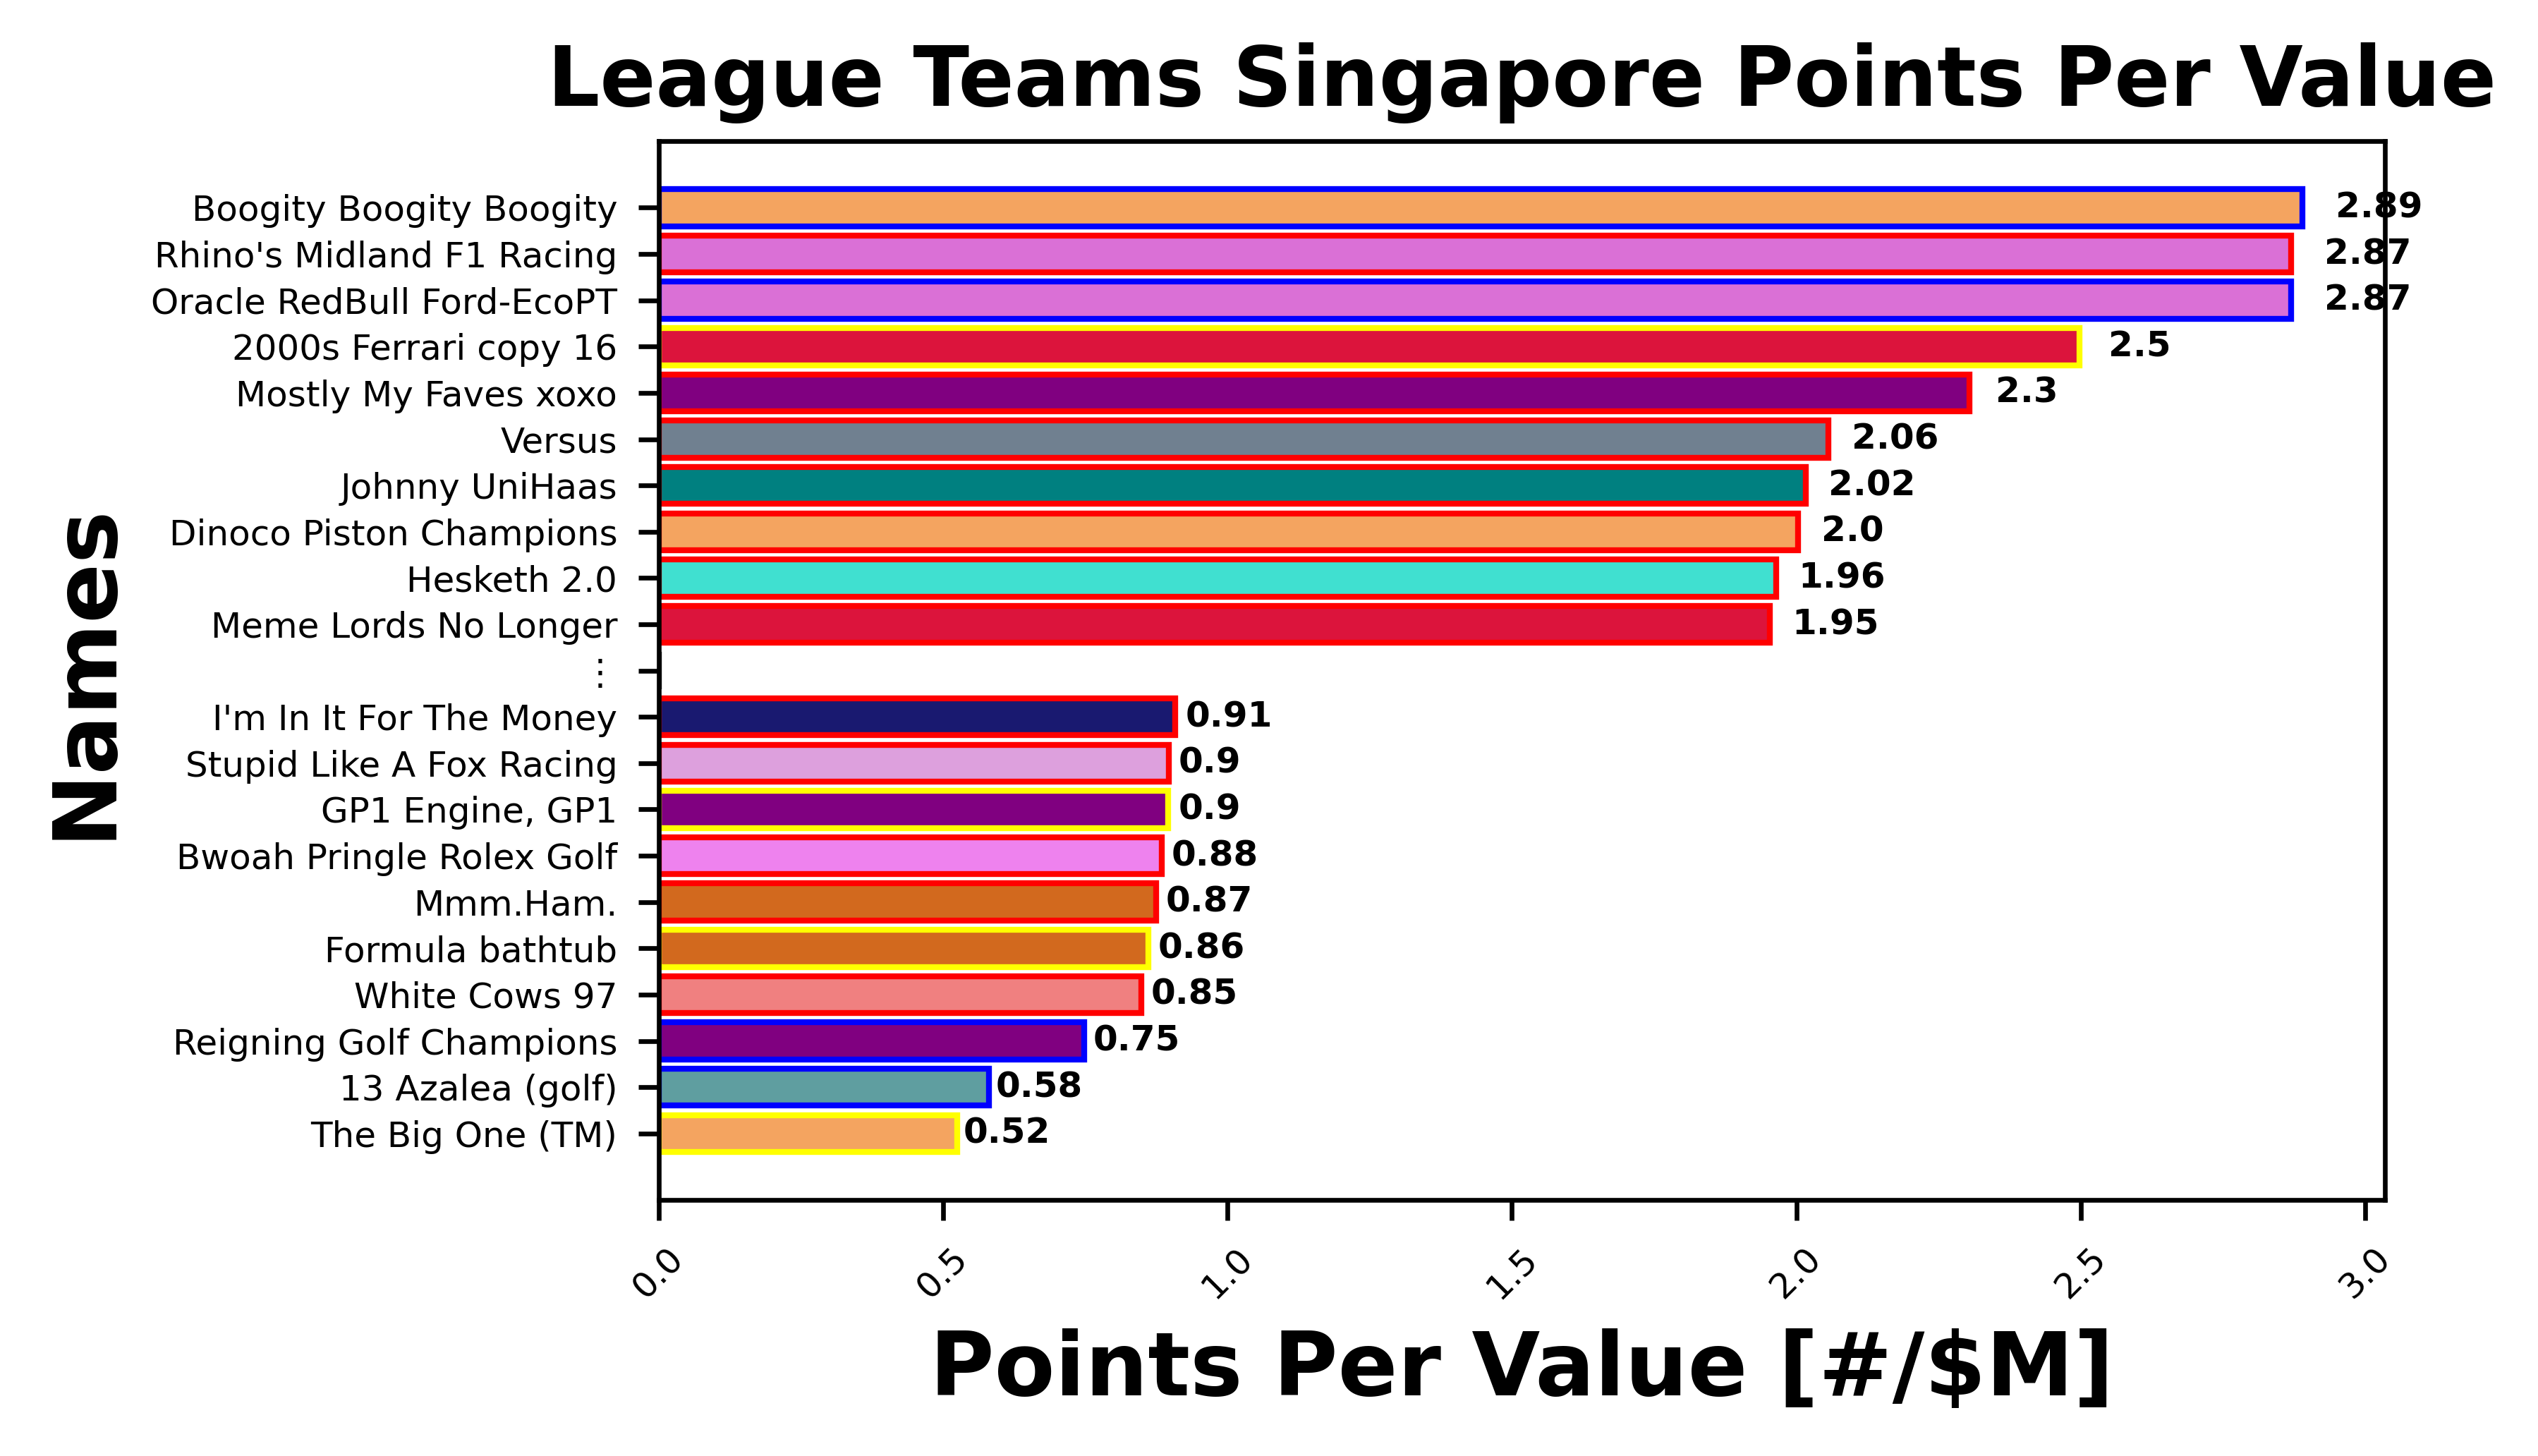 League Teams Singapore Points Per Value
Names
Boogity Boogity Boogity 2.89
Rhino's Midland F1 Racing 2.87
Oracle RedBull Ford-EcoPT 2.87
2000s Ferrari copy 16 2.5
Mostly My Faves xoxo 2.3
Versus 2.06
Johnny UniHaas 2.02
Dinoco Piston Champions 2.0
Hesketh 2.0 1.96
Meme Lords No Longer 1.95
⋮
I'm In It For The Money 0.91
Stupid Like A Fox Racing 0.9
GP1 Engine, GP1 0.9
Bwoah Pringle Rolex Golf 0.88
Mmm.Ham. 0.87
Formula bathtub 0.86
White Cows 97 0.85
Reigning Golf Champions 0.75
13 Azalea (golf) 0.58
The Big One (TM) 0.52
0.0 0.5 1.0 1.5 2.0 2.5 3.0
Points Per Value [#/$M]